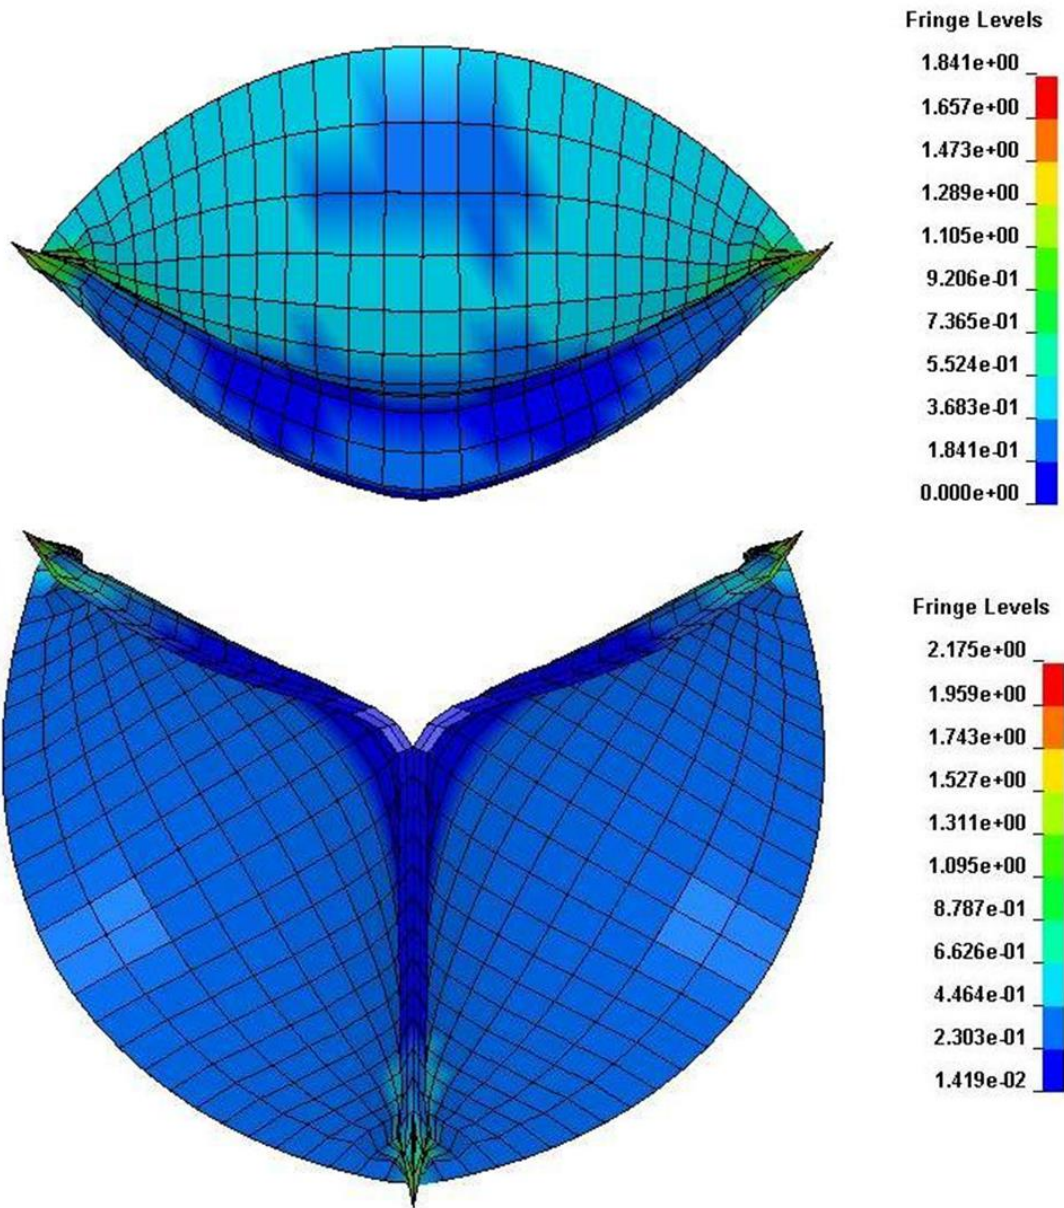 Fringe Levels
1.841e+00
1.657e+00
1.473e+00
1.289e+00
1.105e+00
9.206e-01
7.365e-01
5.524e-01
3.683e-01
1.841e-01
0.000e+00
Fringe Levels
2.175e+00
1.959e+00
1.743e+00
1.527e+00
1.311e+00
1.095e+00
8.787e-01
6.626e-01
4.464e-01
2.303e-01
1.419e-02